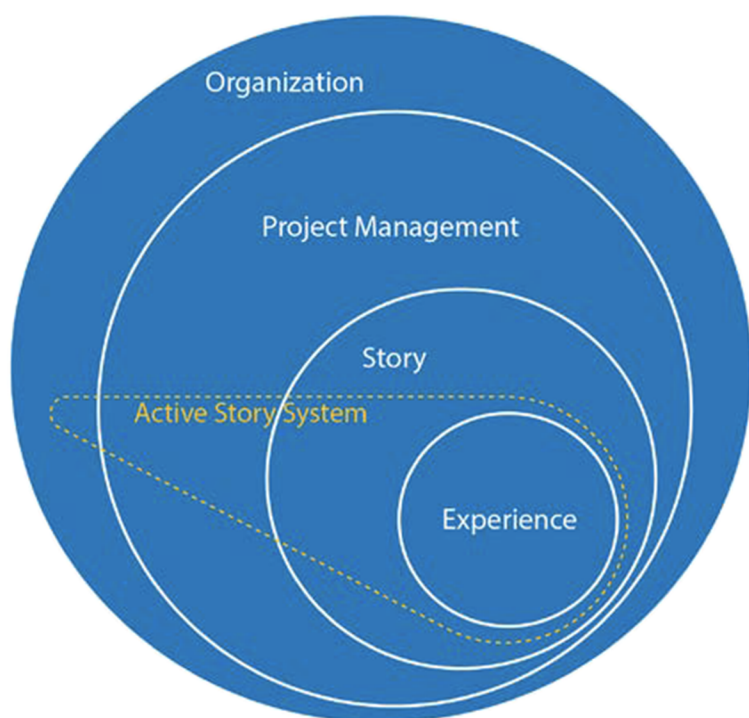 Organization
Project Management
Story
Active Story System
Experience